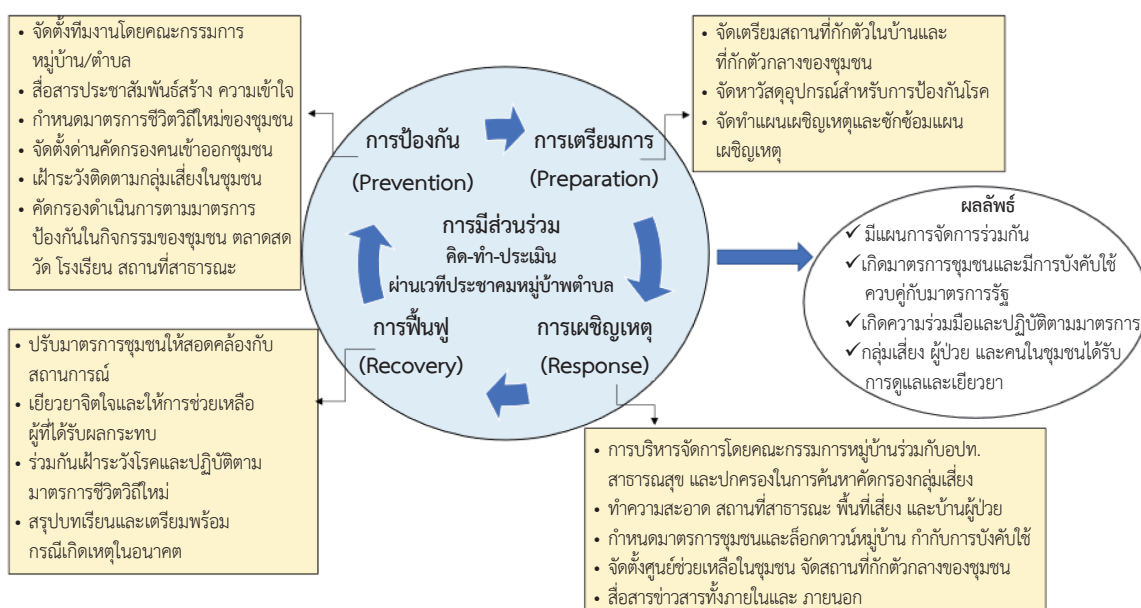 • จัดตั้งทีมงานโดยคณะกรรมการ
หมู่บ้าน/ตำบล
• สื่อสารประชาสัมพันธ์สร้าง ความเข้าใจ
• กำหนดมาตรการชีวิตวิถีใหม่ของชุมชน
• จัดตั้งด่านคัดกรองคนเข้าออกชุมชน
• เฝ้าระวังติดตามกลุ่มเสี่ยงในชุมชน
• คัดกรองดำเนินการตามมาตรการ
ป้องกันในกิจกรรมของชุมชน ตลาดสด
วัด โรงเรียน สถานที่สาธารณะ
• จัดเตรียมสถานที่กักตัวในบ้านและ
ที่กักตัวกลางของชุมชน
• จัดหาวัสดุอุปกรณ์สำหรับการป้องกันโรค
• จัดทำแผนเผชิญเหตุและซักซ้อมแผน
เผชิญเหตุ
การป้องกัน
(Prevention)
การเตรียมการ
(Preparation)
การมีส่วนร่วม
คิด-ทำ-ประเมิน
ผ่านเวทีประชาคมหมู่บ้าพตำบล
การฟื้นฟู
(Recovery)
การเผชิญเหตุ
(Response)
ผลลัพธ์
✓ มีแผนการจัดการร่วมกัน
✓เกิดมาตรการชุมชนและมีการบังคับใช้
ควบคู่กับมาตรการรัฐ
✓เกิดความร่วมมือและปฏิบัติตามมาตรการ
✓กลุ่มเสี่ยง ผู้ป่วย และคนในชุมชนได้รับ
การดูแลและเยียวยา
• ปรับมาตรการชุมชนให้สอดคล้องกับ
สถานการณ์
• เยียวยาจิตใจและให้การช่วยเหลือ
ผู้ที่ได้รับผลกระทบ
• ร่วมกันเฝ้าระวังโรคและปฏิบัติตาม
มาตรการชีวิตวิถีใหม่
• สรุปบทเรียนและเตรียมพร้อม
กรณีเกิดเหตุในอนาคต
• การบริหารจัดการโดยคณะกรรมการหมู่บ้านร่วมกับอปท.
สาธารณสุข และปกครองในการค้นหาคัดกรองกลุ่มเสี่ยง
• ทำความสะอาด สถานที่สาธารณะ พื้นที่เสี่ยง และบ้านผู้ป่วย
• กำหนดมาตรการชุมชนและล็อกดาวน์หมู่บ้าน กำกับการบังคับใช้
• จัดตั้งศูนย์ช่วยเหลือในชุมชน จัดสถานที่กักตัวกลางของชุมชน
• สื่อสารข่าวสารทั้งภายในและ ภายนอก